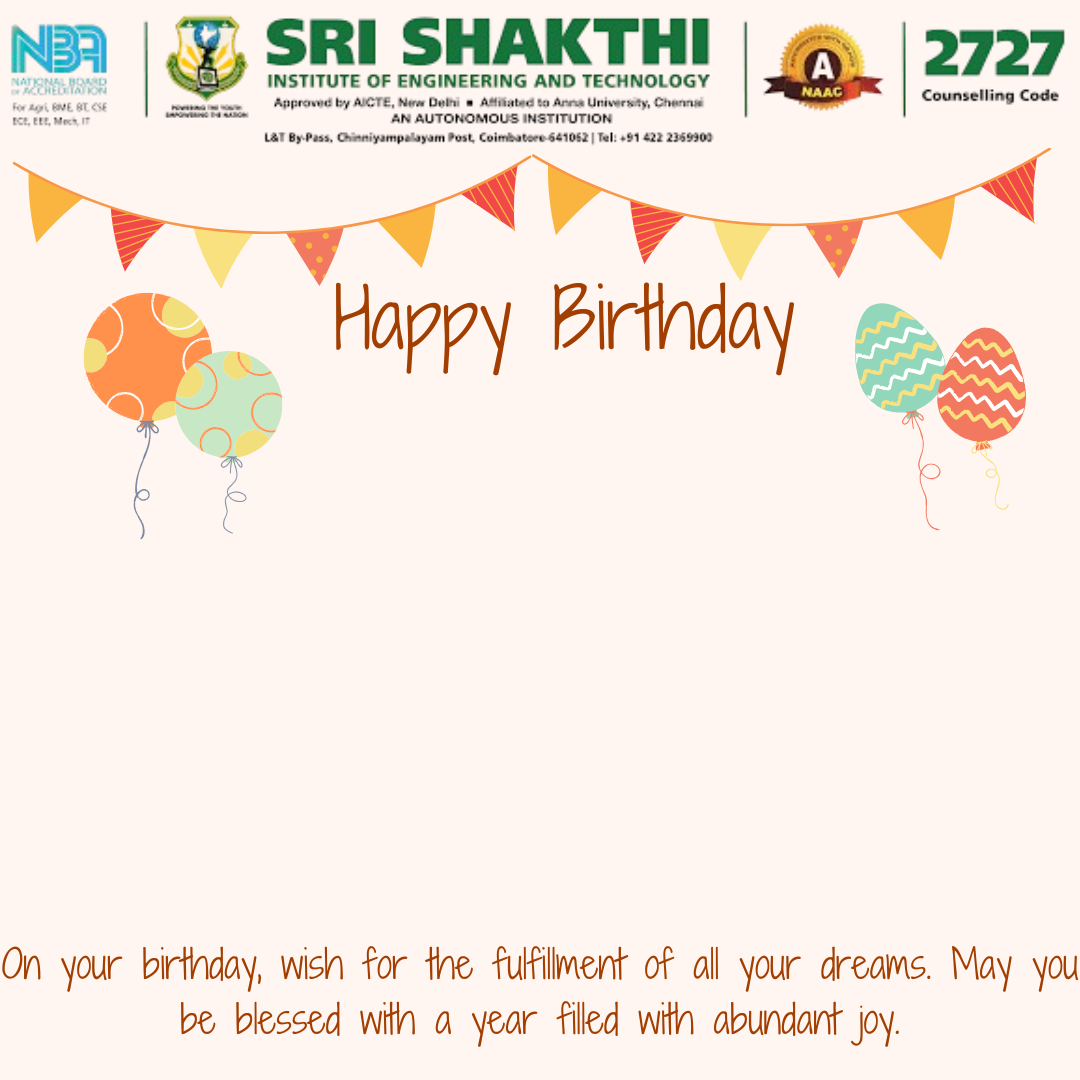 NBA
NATIONAL BOARD
OF ACCREDITATION
For Agri, BME, BT, CSE
ECE, EEE, Mech, IT
POWERING THE YOUTH
EMPOWERING THE NATION
SRI SHAKTHI
INSTITUTE OF ENGINEERING AND TECHNOLOGY
Approved by AICTE, New Delhi ■ Affiliated to Anna University, Chennai
AN AUTONOMOUS INSTITUTION
L&T By-Pass, Chinniyampalayam Post, Coimbatore-641062 | Tel: +91 422 2369900
A
NAAC
2727
Counselling Code
Happy Birthday
On your birthday, wish for the fulfillment of all your dreams. May you
be blessed with a year filled with abundant joy.